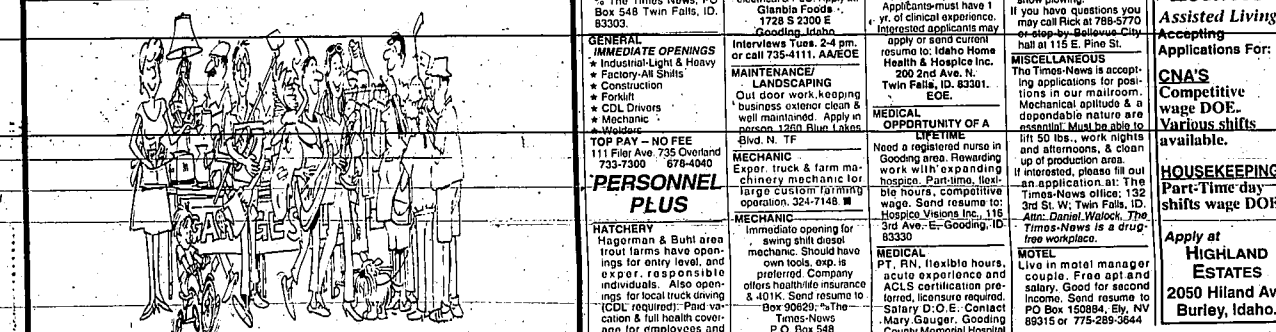 GARAGE SALE
% The Times News, PO
Box 548 Twin Falls, ID.
83303.
GENERAL
IMMEDIATE OPENINGS
★ Industrial-Light & Heavy
★ Factory-All Shifts
★ Construction
★ Forklift
★ CDL Drivers
★ Mechanic
★ Welders
TOP PAY – NO FEE
111 Filer Ave. 735 Overland
733-7300 678-4040
PERSONNEL
PLUS
HATCHERY
Hagerman & Buhl area
trout farms have open-
ings for entry level, and
exper. responsible
individuals. Also open-
ings for local truck driving
(CDL required). Paid va-
cation & full health cover-
age for employees and
Glanbia Foods
1728 S 2300 E
Gooding, Idaho
Interviews Tues. 2-4 pm.
or call 735-4111. AA/EOE
MAINTENANCE/
LANDSCAPING
Out door work, keeping
business exterior clean &
well maintained. Apply in
person 1260 Blue Lakes
Blvd. N. TF
MECHANIC
Exper. truck & farm ma-
chinery mechanic for
large custom farming
operation. 324-7148.
MECHANIC
Immediate opening for
swing shift diesel
mechanic. Should have
own tools, exp. is
preferred. Company
offers health/life insurance
& 401K. Send resume to
Box 90629, % The
Times-News
P.O. Box 548
Applicants must have 1
yr. of clinical experience.
Interested applicants may
apply or send current
resume to: Idaho Home
Health & Hospice Inc.
200 2nd Ave. N.
Twin Falls, ID. 83301.
EOE.
MEDICAL
OPPORTUNITY OF A
LIFETIME
Need a registered nurse in
Gooding area. Rewarding
work with expanding
hospice. Part-time, flexi-
ble hours, competitive
wage. Send resume to:
Hospice Visions Inc., 116
3rd Ave. E, Gooding, ID
83330
MEDICAL
PT, RN, flexible hours,
acute experience and
ACLS certification pre-
ferred, licensure required.
Salary D.O.E. Contact
Mary Gauger, Gooding
County Memorial Hospital
snow plowing.
If you have questions you
may call Rick at 788-5770
or stop by Bellevue City
hall at 115 E. Pine St.
MISCELLANEOUS
The Times-News is accept-
ing applications for posi-
tions in our mailroom.
Mechanical aptitude & a
dependable nature are
essential. Must be able to
lift 50 lbs., work nights
and afternoons, & clean
up of production area.
If interested, please fill out
an application at: The
Times-News office; 132
3rd St. W; Twin Falls, ID.
Attn: Daniel Walock. The
Times-News is a drug-
free workplace.
MOTEL
Live in motel manager
couple. Free apt and
salary. Good for second
Income. Send resume to
PO Box 150884, Ely, NV
89315 or 775-289-3644
Assisted Living
Accepting
Applications For:
CNA'S
Competitive
wage DOE.
Various shifts
available.
HOUSEKEEPING
Part-Time day
shifts wage DOE
Apply at
HIGHLAND
ESTATES
2050 Hiland Av
Burley, Idaho.